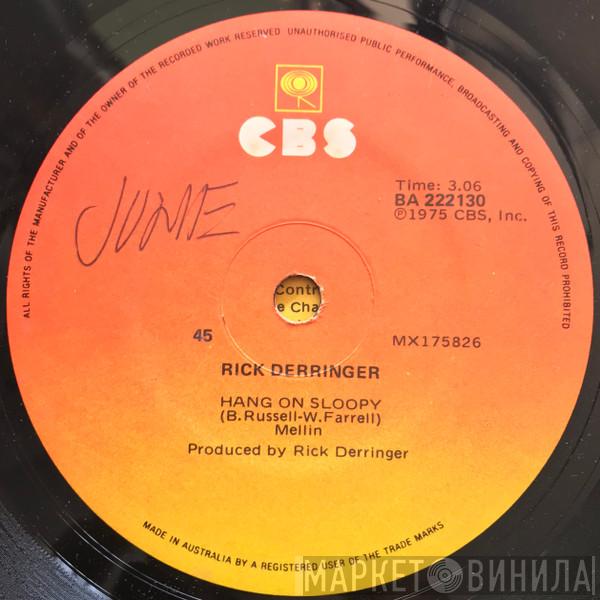 ALL RIGHTS OF THE MANUFACTURER AND OF THE OWNER OF THE RECORDED WORK RESERVED UNAUTHORISED PUBLIC PERFORMANCE, BROADCASTING AND COPYING OF THIS RECORD PROHIBITED
CBS
JUNE
Time: 3.06
BA 222130
℗1975 CBS, Inc.
Contr
e Cha
45
MX175826
RICK DERRINGER
HANG ON SLOOPY
(B. Russell-W. Farrell)
Mellin
Produced by Rick Derringer
MADE IN AUSTRALIA BY A REGISTERED USER OF THE TRADE MARKS
МАРКЕТ ВИНИЛА